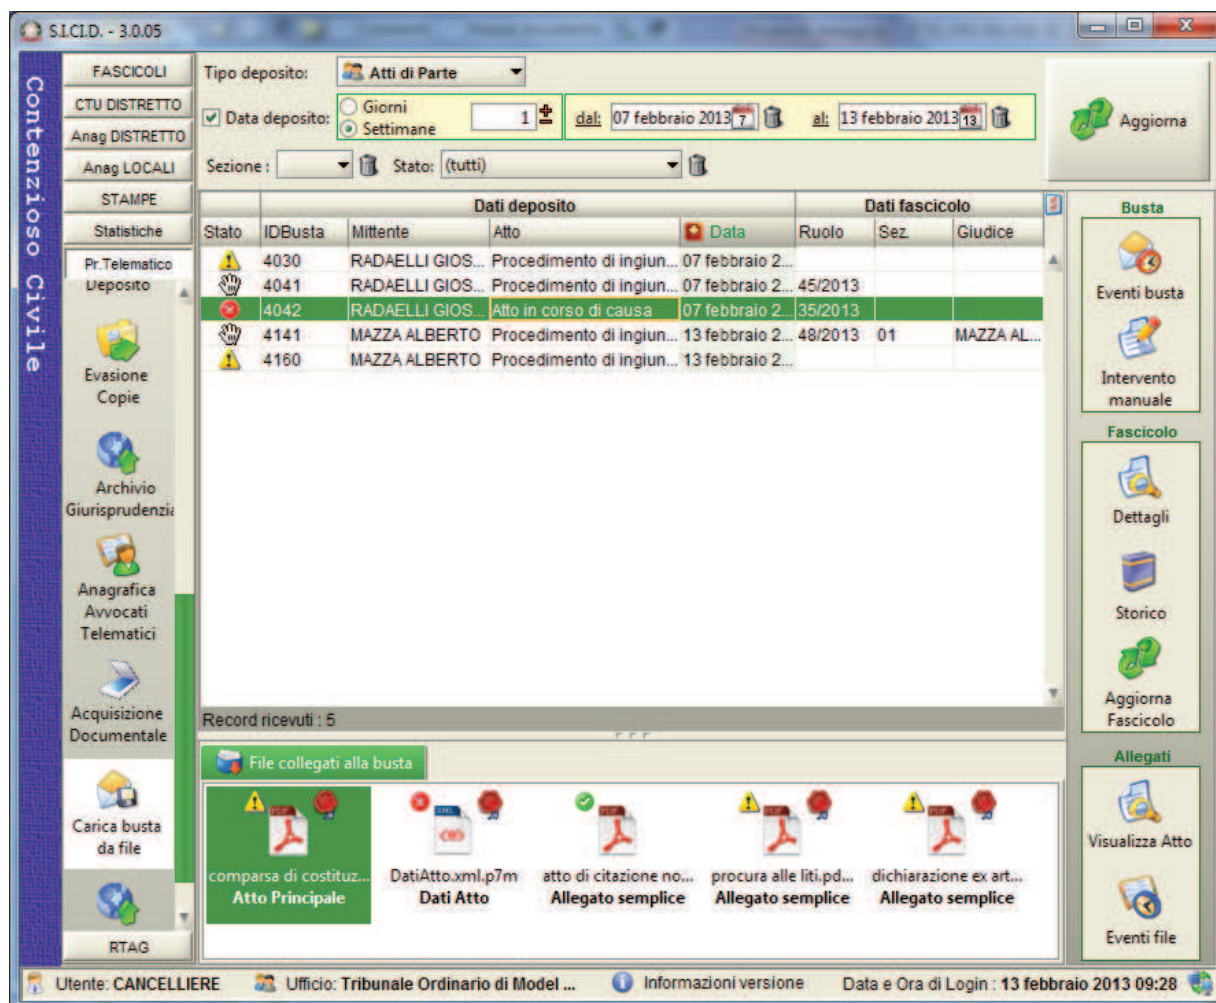 S.I.C.I.D. - 3.0.05
Contenzioso Civile
FASCICOLI
CTU DISTRETTO
Anag DISTRETTO
Anag LOCALI
STAMPE
Statistiche
Pr.Telematico
Deposito
Evasione
Copie
Archivio
Giurisprudenzia
Anagrafica
Avvocati
Telematici
Acquisizione
Documentale
Carica busta
da file
RTAG
Tipo deposito: Atti di Parte
Data deposito: Giorni
Settimane 1 dal: 07 febbraio 2013 7 al: 13 febbraio 2013 13
Sezione : Stato: (tutti)
Aggiorna
Dati deposito Dati fascicolo
Stato IDBusta Mittente Atto Data Ruolo Sez. Giudice
4030 RADAELLI GIOS... Procedimento di ingiun... 07 febbraio 2...
4041 RADAELLI GIOS... Procedimento di ingiun... 07 febbraio 2... 45/2013
4042 RADAELLI GIOS... Atto in corso di causa 07 febbraio 2... 35/2013
4141 MAZZA ALBERTO Procedimento di ingiun... 13 febbraio 2... 48/2013 01 MAZZA AL...
4160 MAZZA ALBERTO Procedimento di ingiun... 13 febbraio 2...
Record ricevuti : 5
File collegati alla busta
PDF
comparsa di costituz...
Atto Principale
XML
DatiAtto.xml.p7m
Dati Atto
PDF
atto di citazione no...
Allegato semplice
PDF
procura alle liti.pd...
Allegato semplice
PDF
dichiarazione ex art...
Allegato semplice
Busta
Eventi busta
Intervento
manuale
Fascicolo
Dettagli
Storico
Aggiorna
Fascicolo
Allegati
Visualizza Atto
Eventi file
Utente: CANCELLIERE Ufficio: Tribunale Ordinario di Model ... Informazioni versione Data e Ora di Login : 13 febbraio 2013 09:28